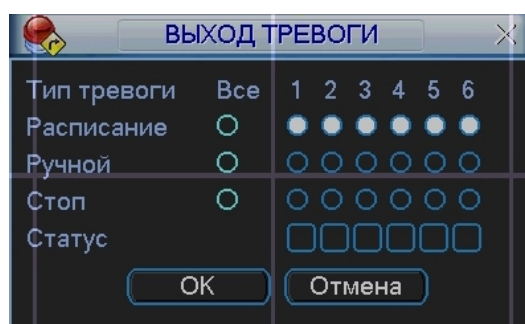 ВЫХОД ТРЕВОГИ
Тип тревоги Все 1 2 3 4 5 6
Расписание
Ручной
Стоп
Статус
OK Отмена